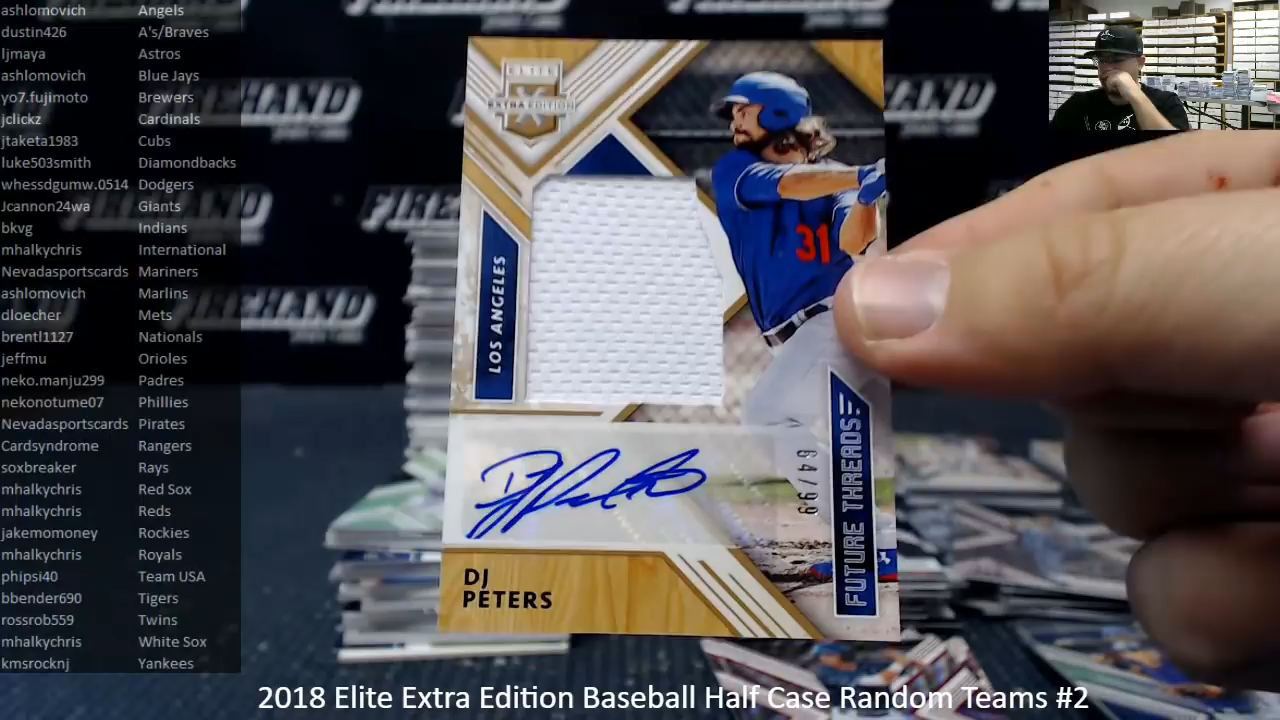 ashlomovich Angels
dustin426 A's/Braves
ljmaya Astros
ashlomovich Blue Jays
yo7.fujimoto Brewers
jclickz Cardinals
jtaketa1983 Cubs
luke503smith Diamondbacks
whessdgumw.0514 Dodgers
Jcannon24wa Giants
bkvg Indians
mhalkychris International
Nevadasportscards Mariners
ashlomovich Marlins
dloecher Mets
brentl1127 Nationals
jeffmu Orioles
neko.manju299 Padres
nekonotume07 Phillies
Nevadasportscards Pirates
Cardsyndrome Rangers
soxbreaker Rays
mhalkychris Red Sox
mhalkychris Reds
jakemomoney Rockies
mhalkychris Royals
phipsi40 Team USA
bbender690 Tigers
rossrob559 Twins
mhalkychris White Sox
kmsrocknj Yankees
FIREHAND
ELITE
EXTRA EDITION
31
LOS ANGELES
64/99
FUTURE THREADS
DJ
PETERS
2018 Elite Extra Edition Baseball Half Case Random Teams #2